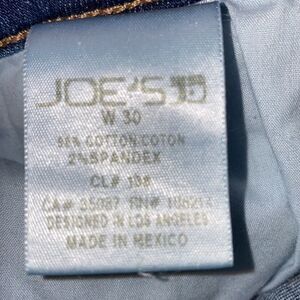 JOE'S
W 30
98% COTTON/COTON
2% SPANDEX
CL# 138
CA# 35087 RN#
DESIGNED IN LOS ANGELES
MADE IN MEXICO